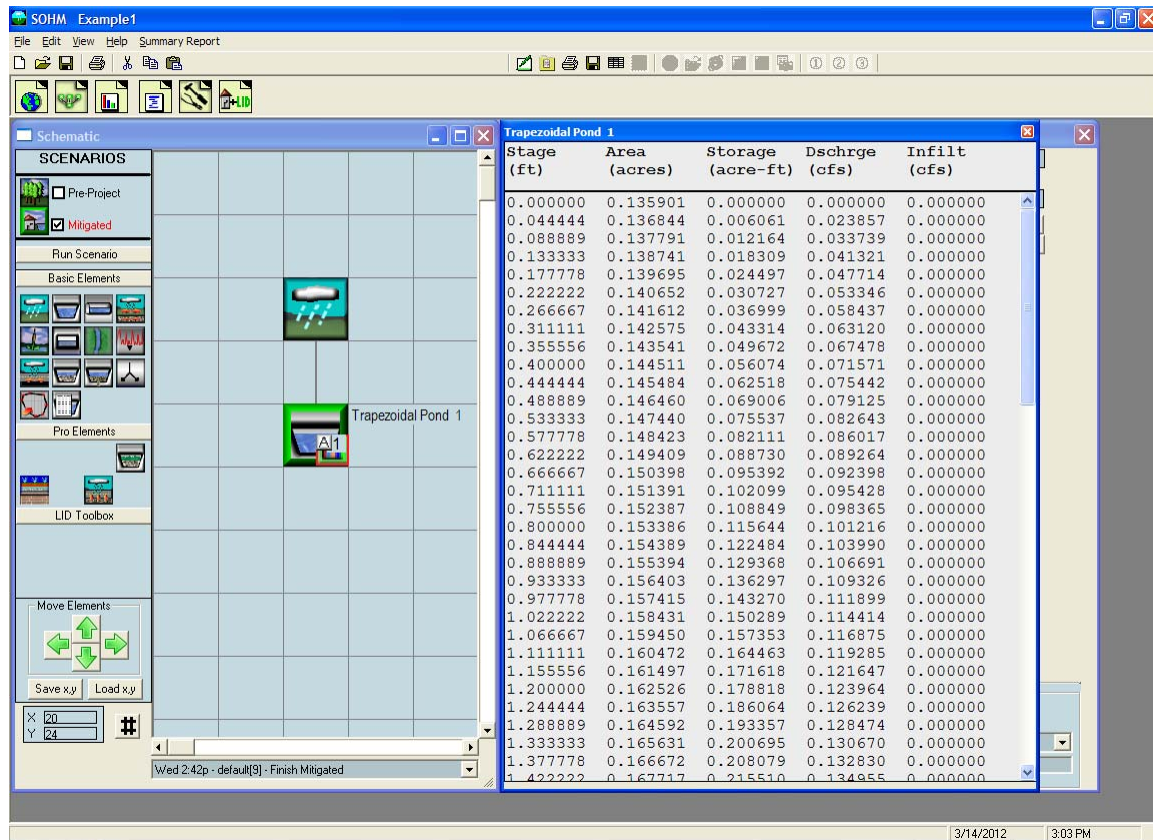 SOHM Example1
File Edit View Help Summary Report
Schematic
SCENARIOS
Pre-Project
Mitigated
Run Scenario
Basic Elements
Pro Elements
LID Toolbox
Move Elements
Save x,y Load x,y
X 20
Y 24
#
+LID
A 1
Trapezoidal Pond 1
Wed 2:42p - default[9] - Finish Mitigated
Trapezoidal Pond 1
Stage Area Storage Dschrge Infilt
(ft) (acres) (acre-ft) (cfs) (cfs)
0.000000 0.135901 0.000000 0.000000 0.000000
0.044444 0.136844 0.006061 0.023857 0.000000
0.088889 0.137791 0.012164 0.033739 0.000000
0.133333 0.138741 0.018309 0.041321 0.000000
0.177778 0.139695 0.024497 0.047714 0.000000
0.222222 0.140652 0.030727 0.053346 0.000000
0.266667 0.141612 0.036999 0.058437 0.000000
0.311111 0.142575 0.043314 0.063120 0.000000
0.355556 0.143541 0.049672 0.067478 0.000000
0.400000 0.144511 0.056074 0.071571 0.000000
0.444444 0.145484 0.062518 0.075442 0.000000
0.488889 0.146460 0.069006 0.079125 0.000000
0.533333 0.147440 0.075537 0.082643 0.000000
0.577778 0.148423 0.082111 0.086017 0.000000
0.622222 0.149409 0.088730 0.089264 0.000000
0.666667 0.150398 0.095392 0.092398 0.000000
0.711111 0.151391 0.102099 0.095428 0.000000
0.755556 0.152387 0.108849 0.098365 0.000000
0.800000 0.153386 0.115644 0.101216 0.000000
0.844444 0.154389 0.122484 0.103990 0.000000
0.888889 0.155394 0.129368 0.106691 0.000000
0.933333 0.156403 0.136297 0.109326 0.000000
0.977778 0.157415 0.143270 0.111899 0.000000
1.022222 0.158431 0.150289 0.114414 0.000000
1.066667 0.159450 0.157353 0.116875 0.000000
1.111111 0.160472 0.164463 0.119285 0.000000
1.155556 0.161497 0.171618 0.121647 0.000000
1.200000 0.162526 0.178818 0.123964 0.000000
1.244444 0.163557 0.186064 0.126239 0.000000
1.288889 0.164592 0.193357 0.128474 0.000000
1.333333 0.165631 0.200695 0.130670 0.000000
1.377778 0.166672 0.208079 0.132830 0.000000
1.422222 0.167717 0.215510 0.134955 0.000000
3/14/2012 3:03 PM